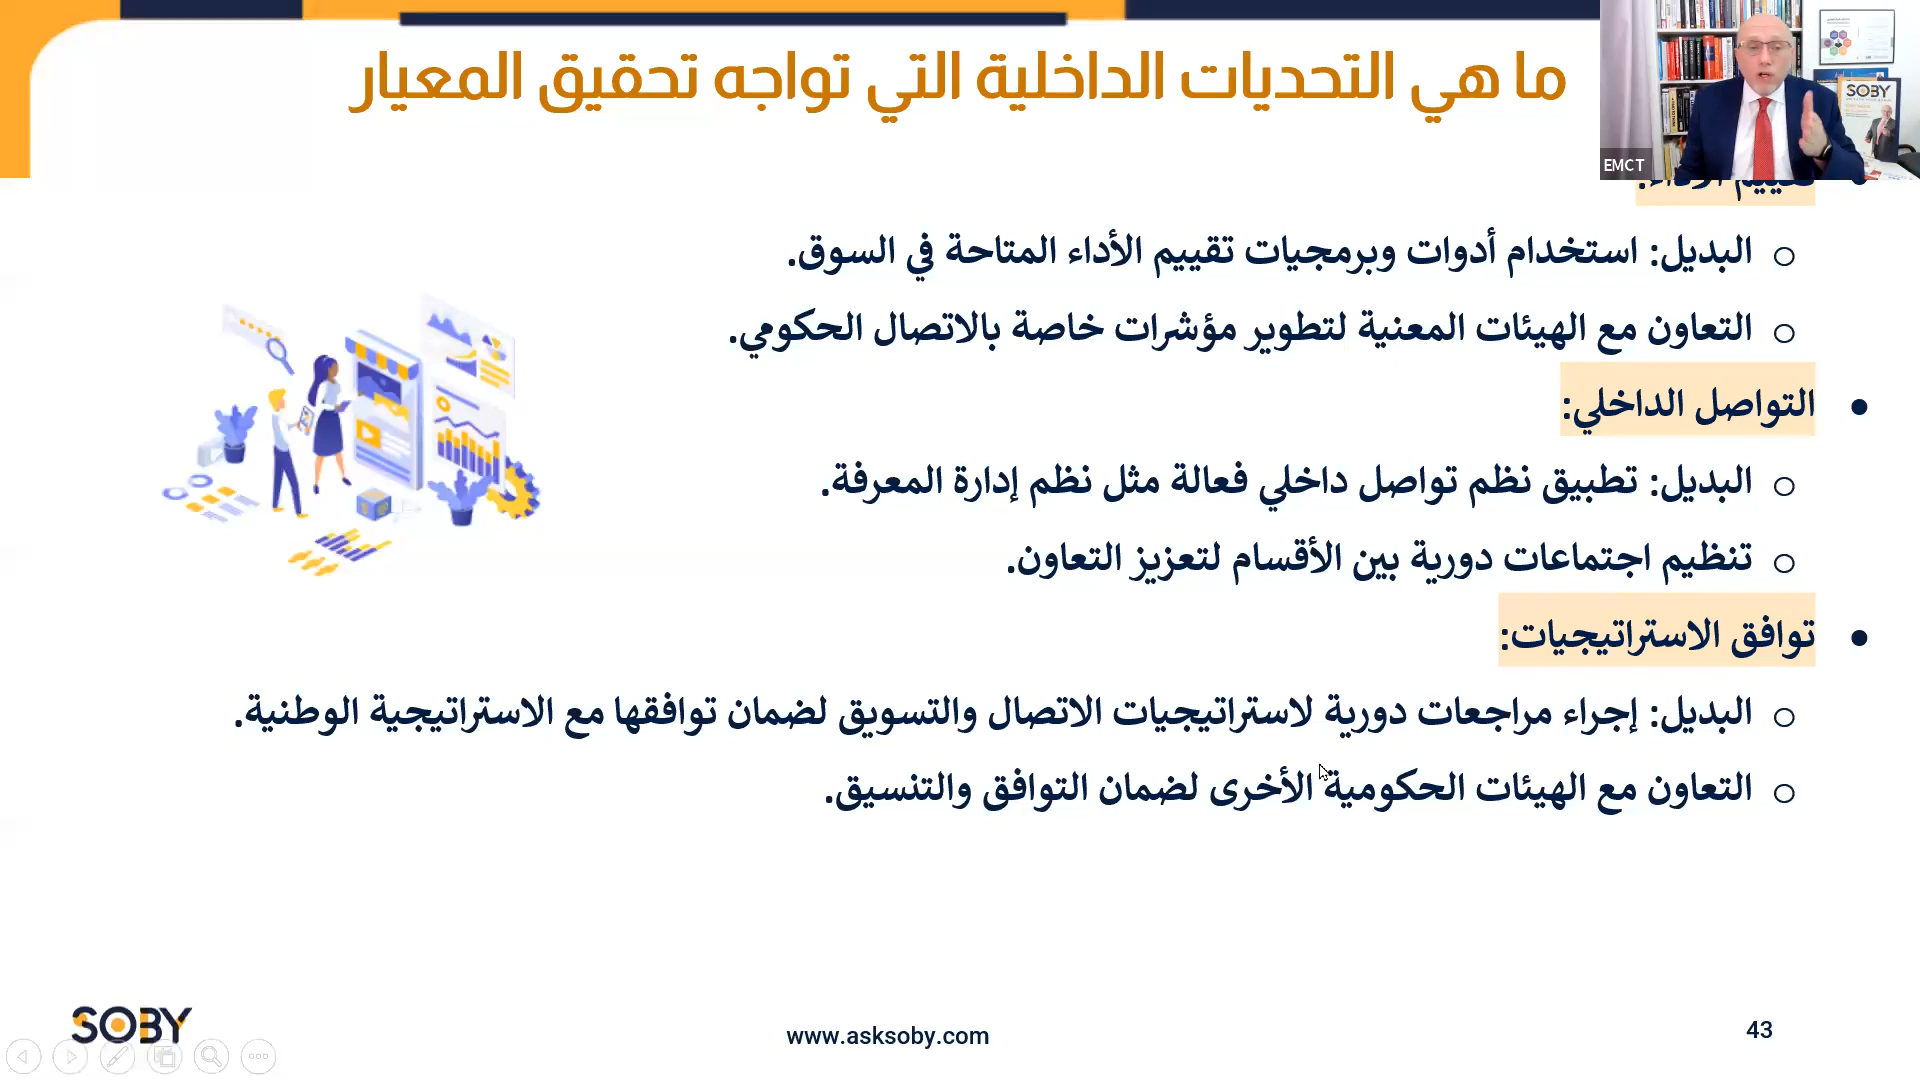 ما هي التحديات الداخلية التي تواجه تحقيق المعيار
SOBY
EMCT
البديل: استخدام أدوات وبرمجيات تقييم الأداء المتاحة في السوق.
التعاون مع الهيئات المعنية لتطوير مؤشرات خاصة بالاتصال الحكومي.
التواصل الداخلي:
البديل: تطبيق نظم تواصل داخلي فعالة مثل نظم إدارة المعرفة.
تنظيم اجتماعات دورية بين الأقسام لتعزيز التعاون.
توافق الاستراتيجيات:
البديل: إجراء مراجعات دورية لاستراتيجيات الاتصال والتسويق لضمان توافقها مع الاستراتيجية الوطنية.
التعاون مع الهيئات الحكومية الأخرى لضمان التوافق والتنسيق.
SOBY
www.asksoby.com
43